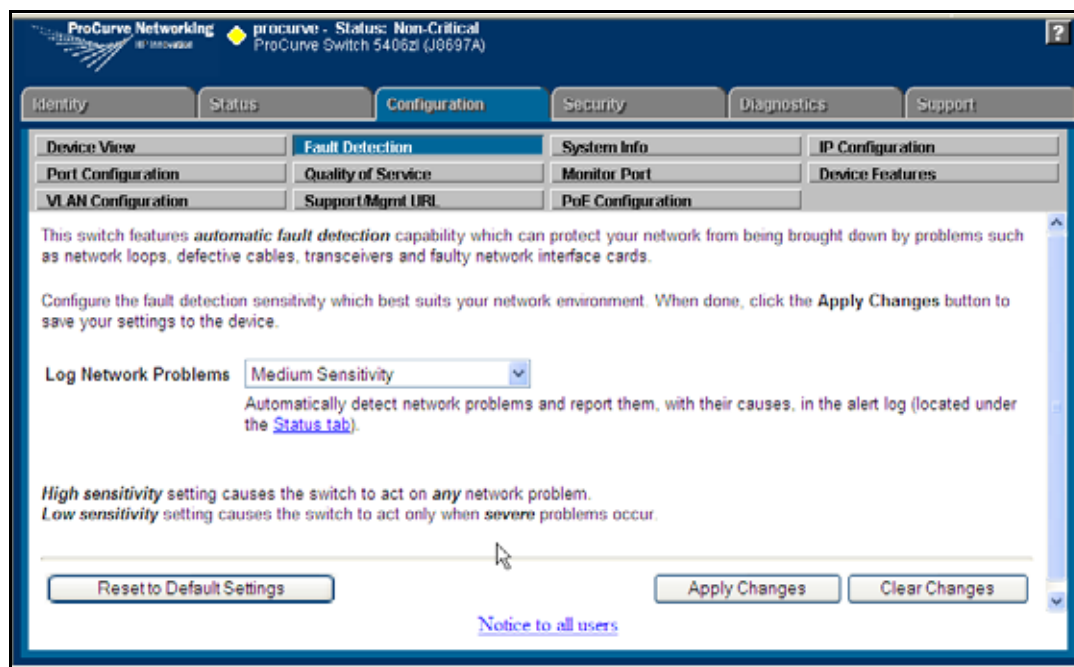 ProCurve Networking
HP Innovation
procurve - Status: Non-Critical
ProCurve Switch 5406zl (J8697A)
?
Identity
Status
Configuration
Security
Diagnostics
Support
Device View
Fault Detection
System Info
IP Configuration
Port Configuration
Quality of Service
Monitor Port
Device Features
VLAN Configuration
Support/Mgmt URL
PoE Configuration
This switch features automatic fault detection capability which can protect your network from being brought down by problems such
as network loops, defective cables, transceivers and faulty network interface cards.
Configure the fault detection sensitivity which best suits your network environment. When done, click the Apply Changes button to
save your settings to the device.
Log Network Problems
Medium Sensitivity
Automatically detect network problems and report them, with their causes, in the alert log (located under
the Status tab).
High sensitivity setting causes the switch to act on any network problem.
Low sensitivity setting causes the switch to act only when severe problems occur.
Reset to Default Settings
Apply Changes
Clear Changes
Notice to all users